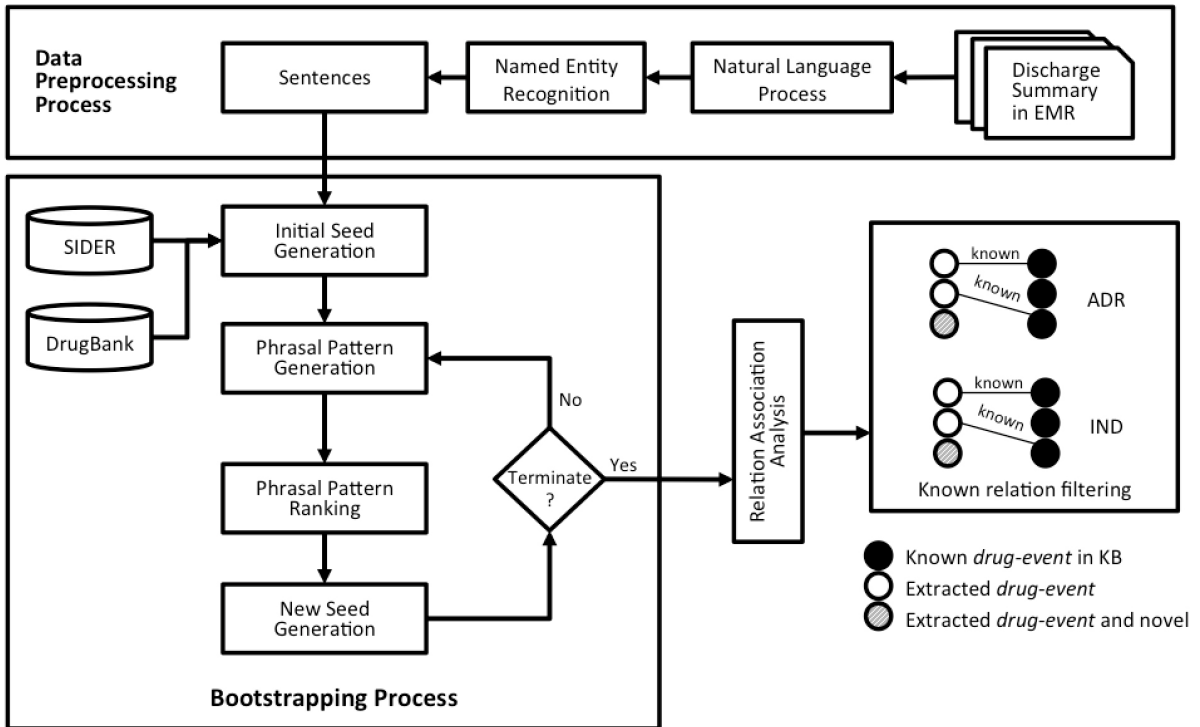 Data
Preprocessing
Process
Sentences
Named Entity
Recognition
Natural Language
Process
Discharge
Summary
in EMR
SIDER
DrugBank
Initial Seed
Generation
Phrasal Pattern
Generation
Phrasal Pattern
Ranking
New Seed
Generation
No
Terminate
?
Yes
Bootstrapping Process
Relation Association
Analysis
known
known
ADR
known
known
IND
Known relation filtering
Known drug-event in KB
Extracted drug-event
Extracted drug-event and novel